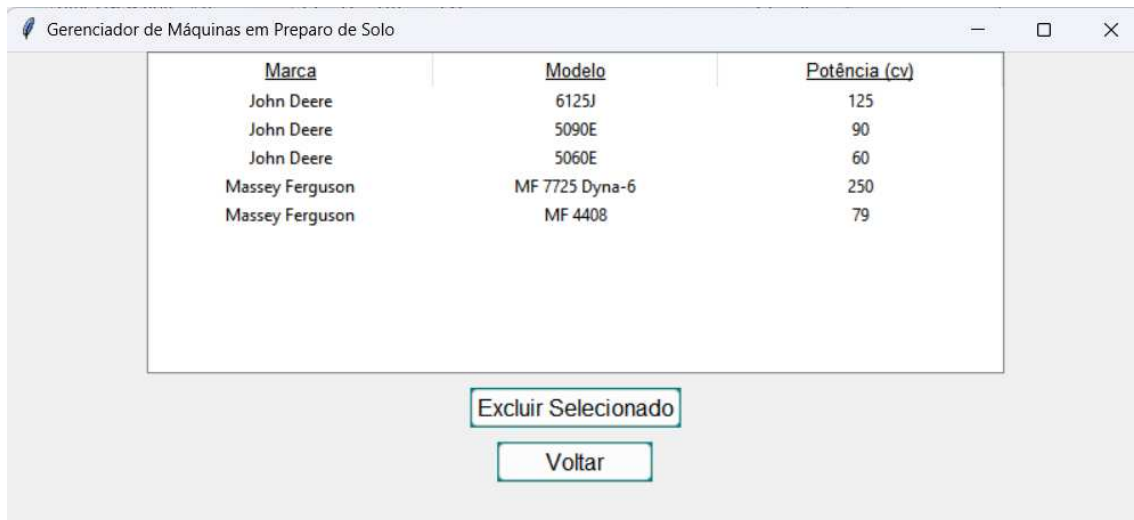 Gerenciador de Máquinas em Preparo de Solo
Marca Modelo Potência (cv)
John Deere 6125J 125
John Deere 5090E 90
John Deere 5060E 60
Massey Ferguson MF 7725 Dyna-6 250
Massey Ferguson MF 4408 79
Excluir Selecionado
Voltar